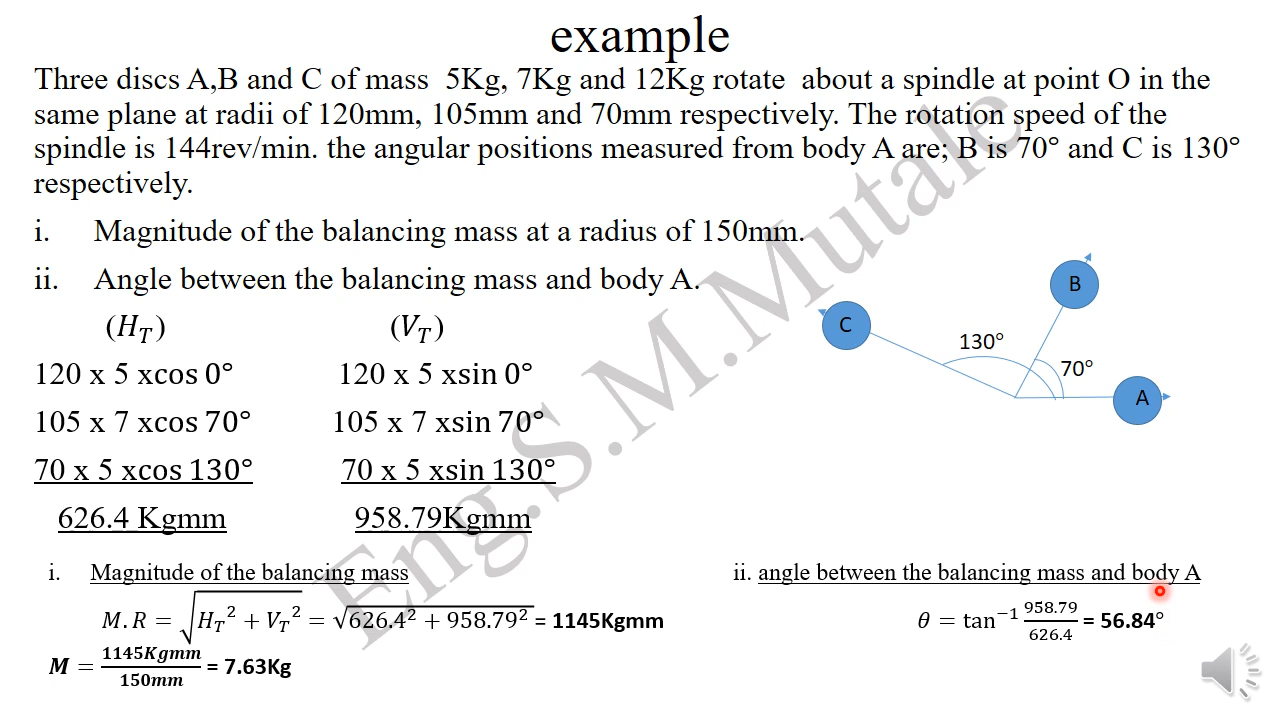 example
Three discs A,B and C of mass 5Kg, 7Kg and 12Kg rotate about a spindle at point O in the
same plane at radii of 120mm, 105mm and 70mm respectively. The rotation speed of the
spindle is 144rev/min. the angular positions measured from body A are; B is 70° and C is 130°
respectively.
i. Magnitude of the balancing mass at a radius of 150mm.
ii. Angle between the balancing mass and body A.
(H_T) (V_T)
120 x 5 xcos 0° 120 x 5 xsin 0°
105 x 7 xcos 70° 105 x 7 xsin 70°
70 x 5 xcos 130° 70 x 5 xsin 130°
626.4 Kgmm 958.79Kgmm
B
C
130°
70°
A
i. Magnitude of the balancing mass
M.R = √(H_T² + V_T²) = √(626.4² + 958.79²) = 1145Kgmm
M = 1145Kgmm/150mm = 7.63Kg
ii. angle between the balancing mass and body A
θ = tan⁻¹ 958.79/626.4 = 56.84°
Eng.S.M.Mutale